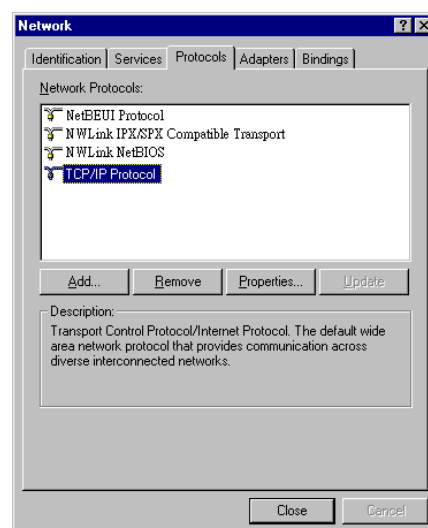 Network
Identification Services Protocols Adapters Bindings
Network Protocols:
NetBEUI Protocol
NWLink IPX/SPX Compatible Transport
NWLink NetBIOS
TCP/IP Protocol
Add... Remove Properties... Update
Description:
Transport Control Protocol/Internet Protocol. The default wide
area network protocol that provides communication across
diverse interconnected networks.
Close Cancel